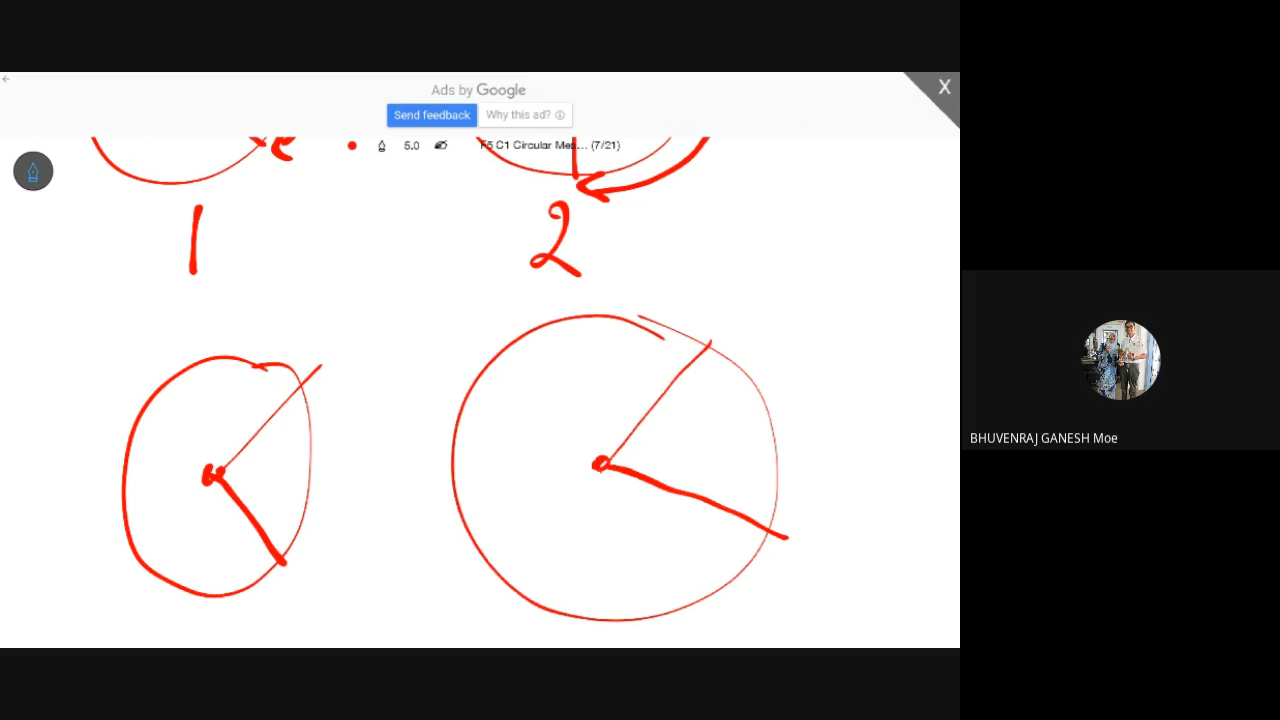 Ads by Google
X
Send feedback
Why this ad?
5.0
F5 C1 Circular Mea... (7/21)
1
2
BHUVENRAJ GANESH Moe